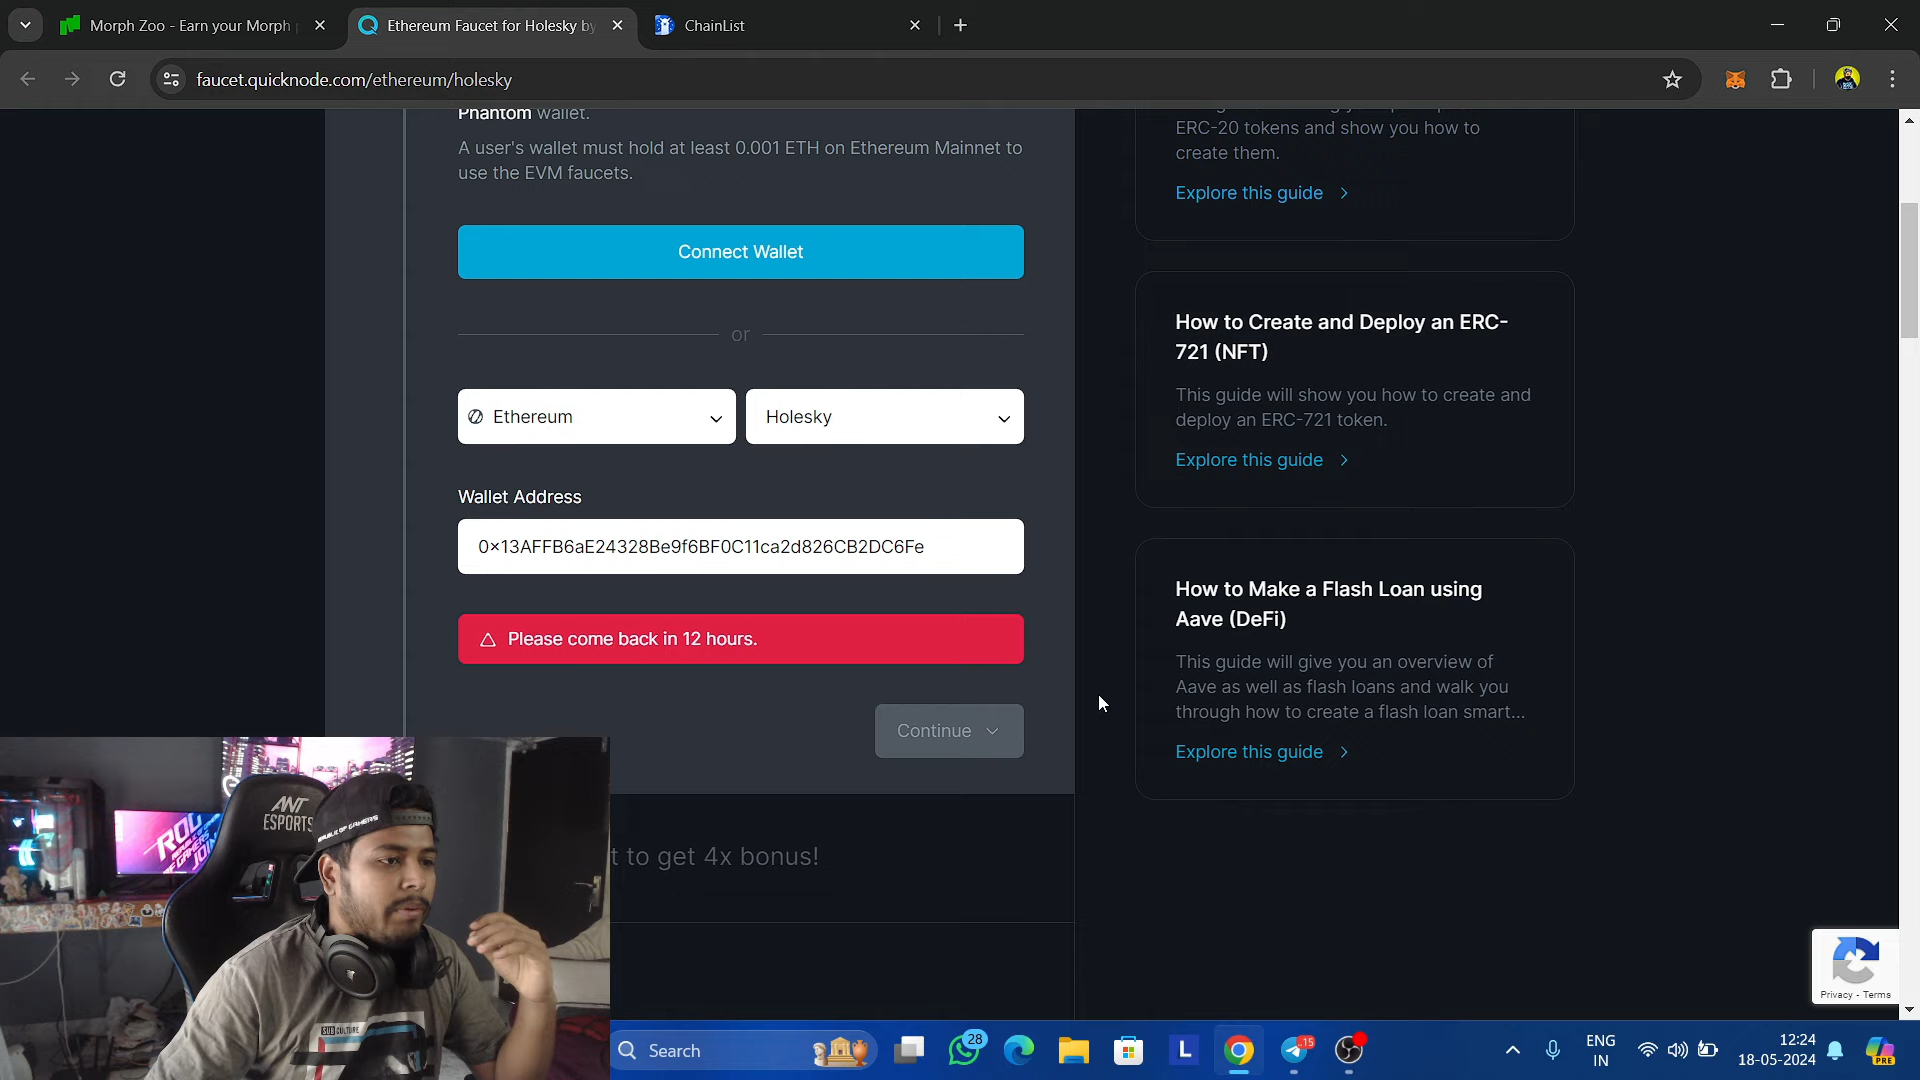 Morph Zoo - Earn your Morph
Ethereum Faucet for Holesky by
ChainList
faucet.quicknode.com/ethereum/holesky
Phantom wallet.
A user's wallet must hold at least 0.001 ETH on Ethereum Mainnet to
use the EVM faucets.
Connect Wallet
or
Ethereum
Holesky
Wallet Address
0x13AFFB6aE24328Be9f6BF0C11ca2d826CB2DC6Fe
Please come back in 12 hours.
Continue
t to get 4x bonus!
ERC-20 tokens and show you how to
create them.
Explore this guide
How to Create and Deploy an ERC-
721 (NFT)
This guide will show you how to create and
deploy an ERC-721 token.
Explore this guide
How to Make a Flash Loan using
Aave (DeFi)
This guide will give you an overview of
Aave as well as flash loans and walk you
through how to create a flash loan smart...
Explore this guide
Privacy - Terms
ANT
ESPORTS
SUB CULTURE
Search
28
L
15
ENG
IN
12:24
18-05-2024
PRE